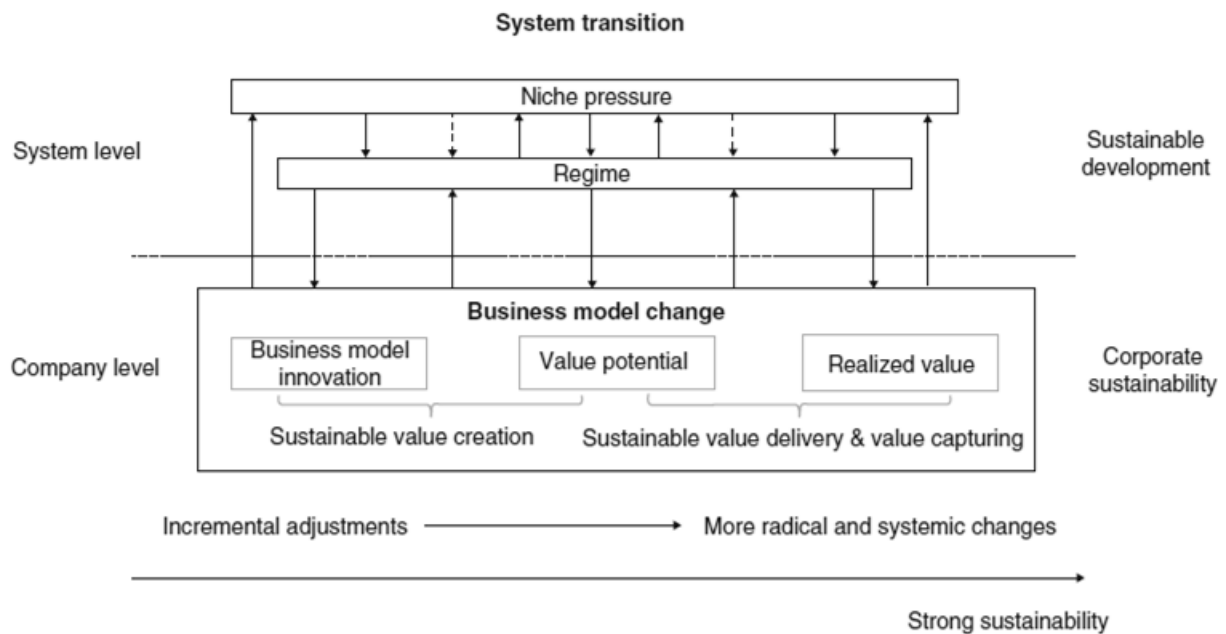 System transition
Niche pressure
System level
Sustainable
development
Regime
Business model change
Company level
Business model
innovation
Value potential
Realized value
Corporate
sustainability
Sustainable value creation
Sustainable value delivery & value capturing
Incremental adjustments
More radical and systemic changes
Strong sustainability